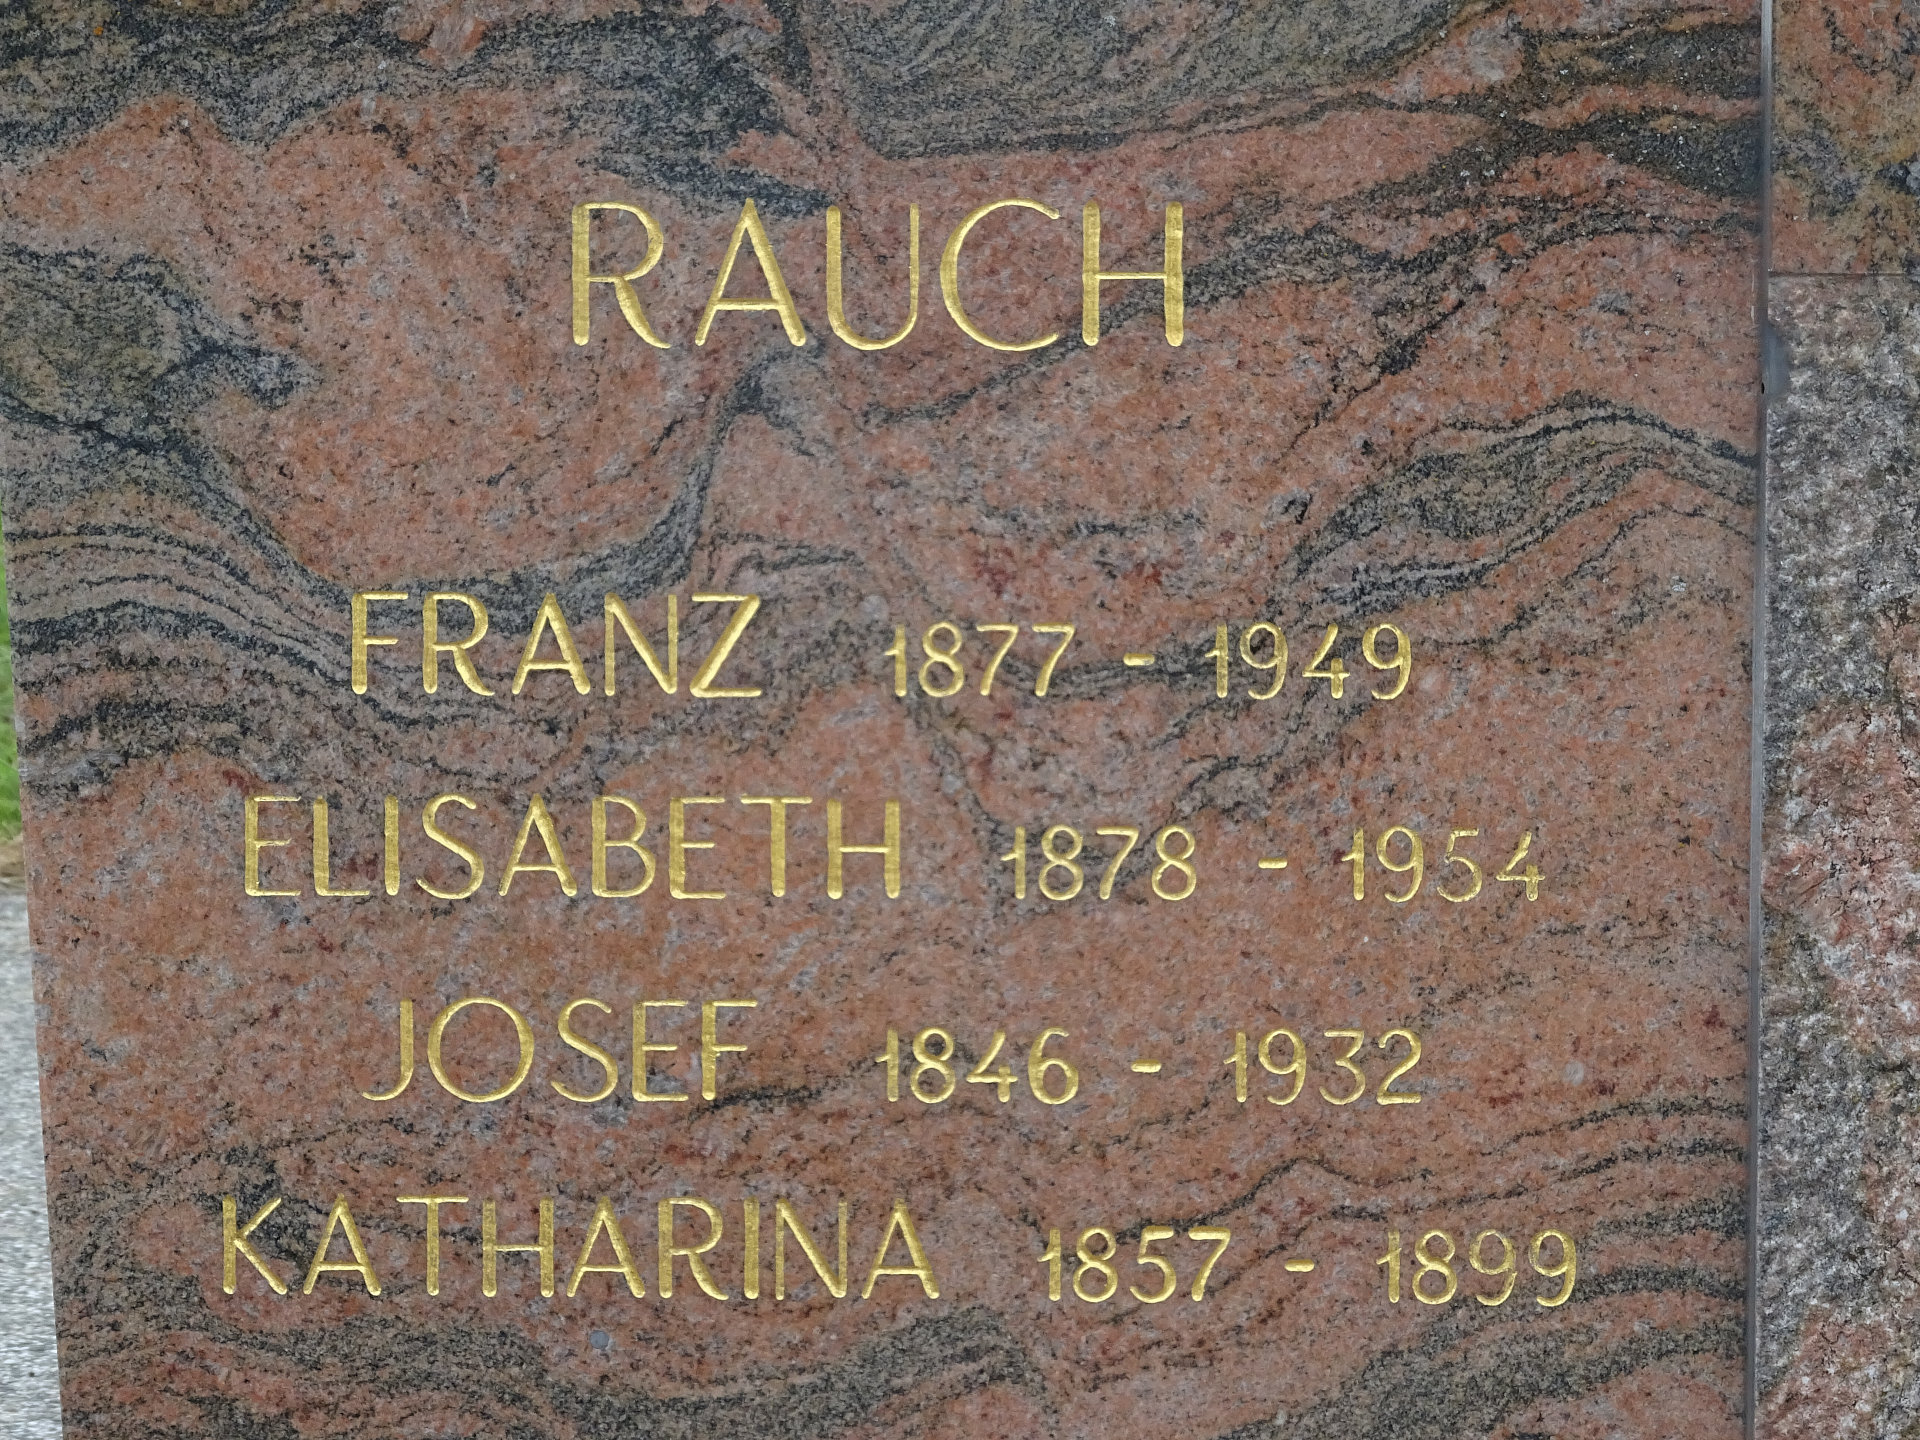 RAUCH
FRANZ 1877 - 1949
ELISABETH 1878 - 1954
JOSEF 1846 - 1932
KATHARINA 1857 - 1899